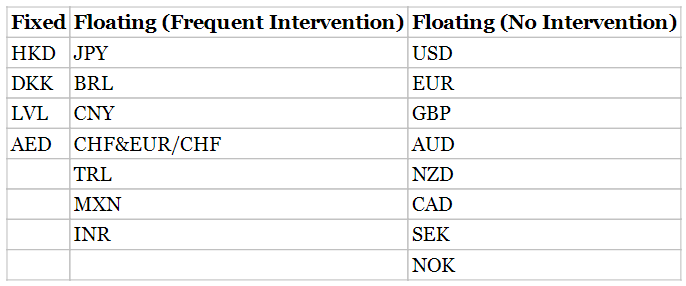 Fixed Floating (Frequent Intervention) Floating (No Intervention)
HKD JPY USD
DKK BRL EUR
LVL CNY GBP
AED CHF&EUR/CHF AUD
TRL NZD
MXN CAD
INR SEK
NOK